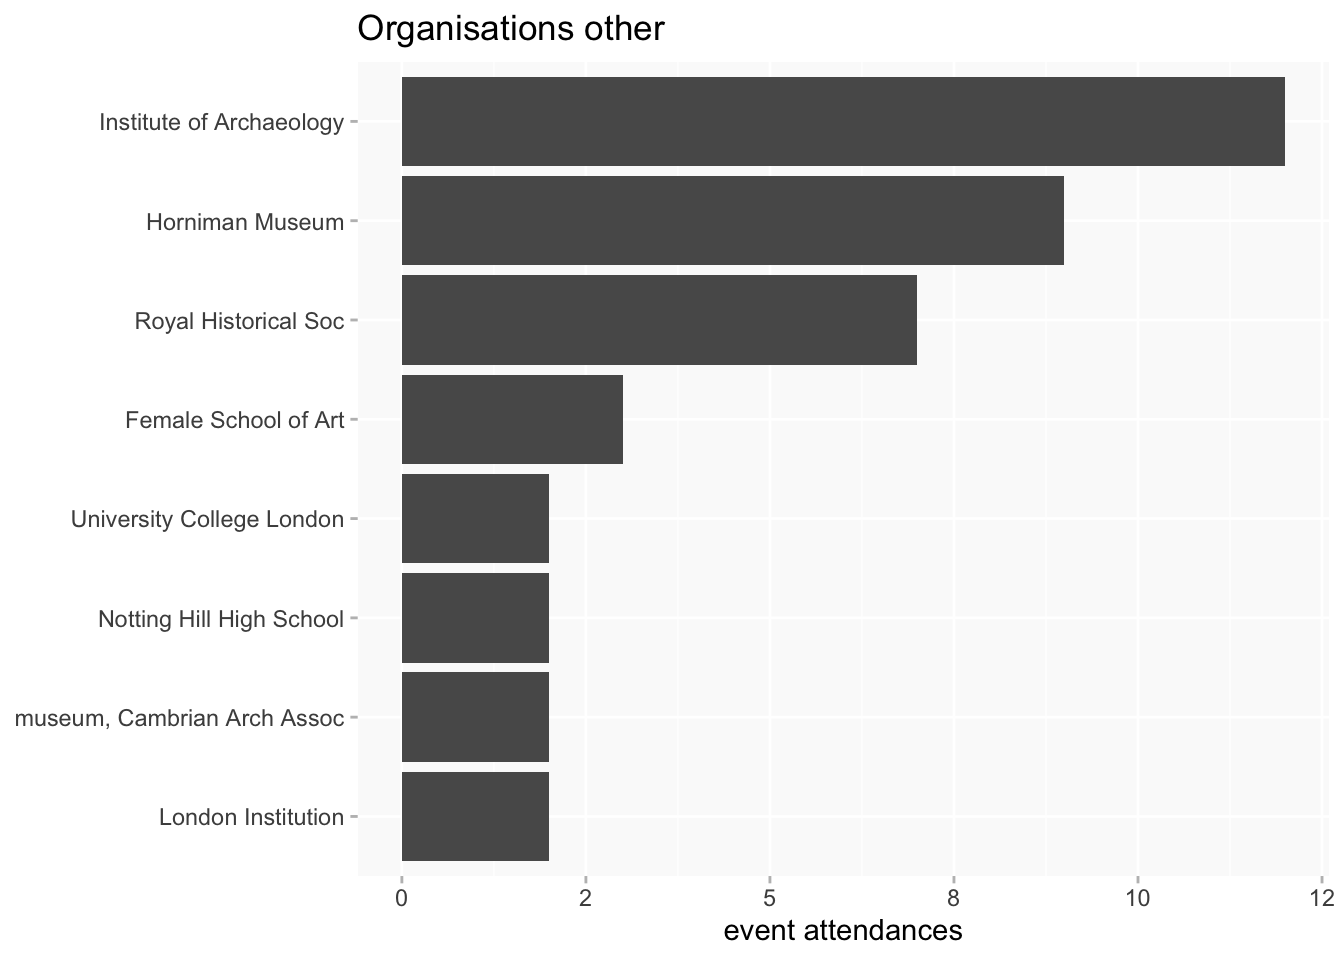 Organisations other
Institute of Archaeology
Horniman Museum
Royal Historical Soc
Female School of Art
University College London
Notting Hill High School
museum, Cambrian Arch Assoc
London Institution
0 2 5 8 10 12
event attendances